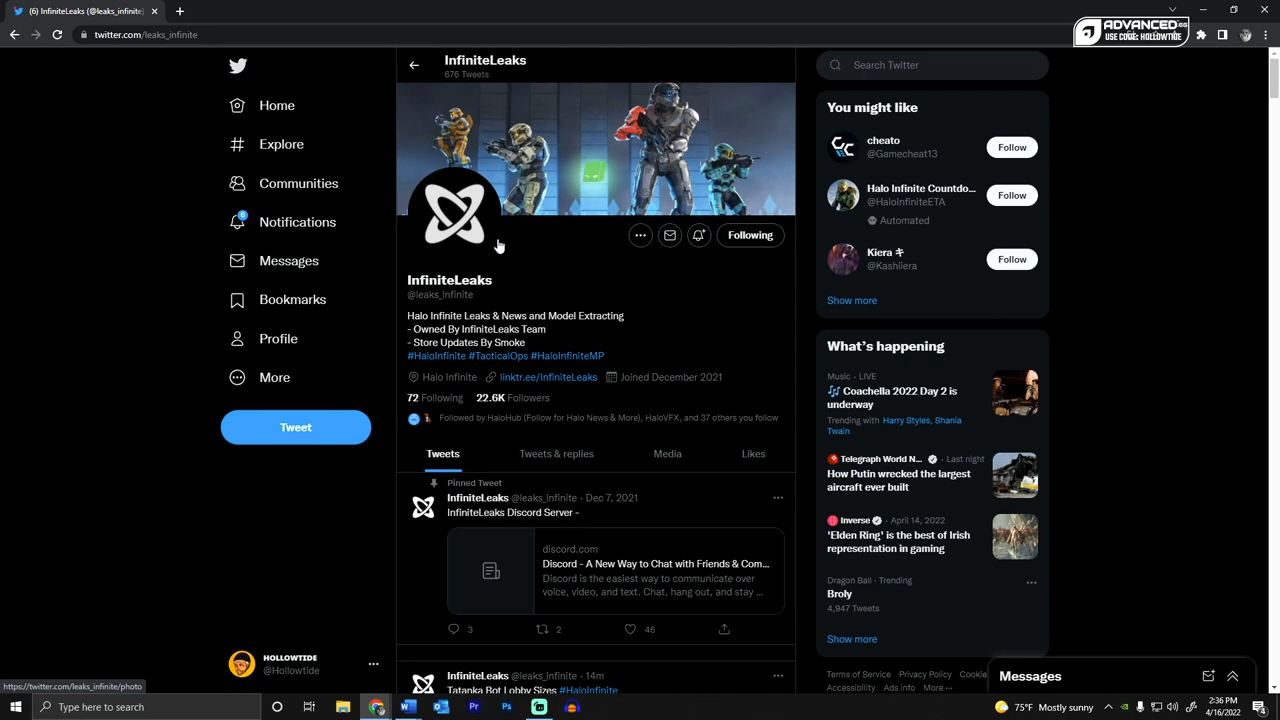 (6) InfiniteLeaks (@leaks_infinite)
twitter.com/leaks_infinite
ADVANCED.gg
USE CODE: HOLLOWTIDE
InfiniteLeaks
676 Tweets
Home
Explore
Communities
6
Notifications
Messages
Bookmarks
Profile
More
Tweet
HOLLOWTIDE
@Hollowtide
Following
InfiniteLeaks
@leaks_infinite
Halo Infinite Leaks & News and Model Extracting
- Owned By InfiniteLeaks Team
- Store Updates By Smoke
#HaloInfinite #TacticalOps #HaloInfiniteMP
Halo Infinite linktr.ee/InfiniteLeaks Joined December 2021
72 Following 22.6K Followers
Followed by HaloHub (Follow for Halo News & More), HaloVFX, and 37 others you follow
Tweets Tweets & replies Media Likes
Pinned Tweet
InfiniteLeaks @leaks_infinite · Dec 7, 2021
InfiniteLeaks Discord Server -
discord.com
Discord - A New Way to Chat with Friends & Com...
Discord is the easiest way to communicate over
voice, video, and text. Chat, hang out, and stay ...
3 2 46
InfiniteLeaks @leaks_infinite · 14m
Tatanka Bot Lobby Sizes #HaloInfinite
Search Twitter
You might like
cheato
@Gamecheat13
Follow
Halo Infinite Countdo...
@HaloInfiniteETA
Automated
Follow
Kiera キ
@Kashiiera
Follow
Show more
What's happening
Music · LIVE
Coachella 2022 Day 2 is
underway
Trending with Harry Styles, Shania
Twain
Telegraph World N... · Last night
How Putin wrecked the largest
aircraft ever built
Inverse · April 14, 2022
'Elden Ring' is the best of Irish
representation in gaming
Dragon Ball · Trending
Broly
4,947 Tweets
Show more
Terms of Service Privacy Policy Cookie
Accessibility Ads info More ···
Messages
https://twitter.com/leaks_infinite/photo
Type here to search
75°F Mostly sunny
2:36 PM
4/16/2022